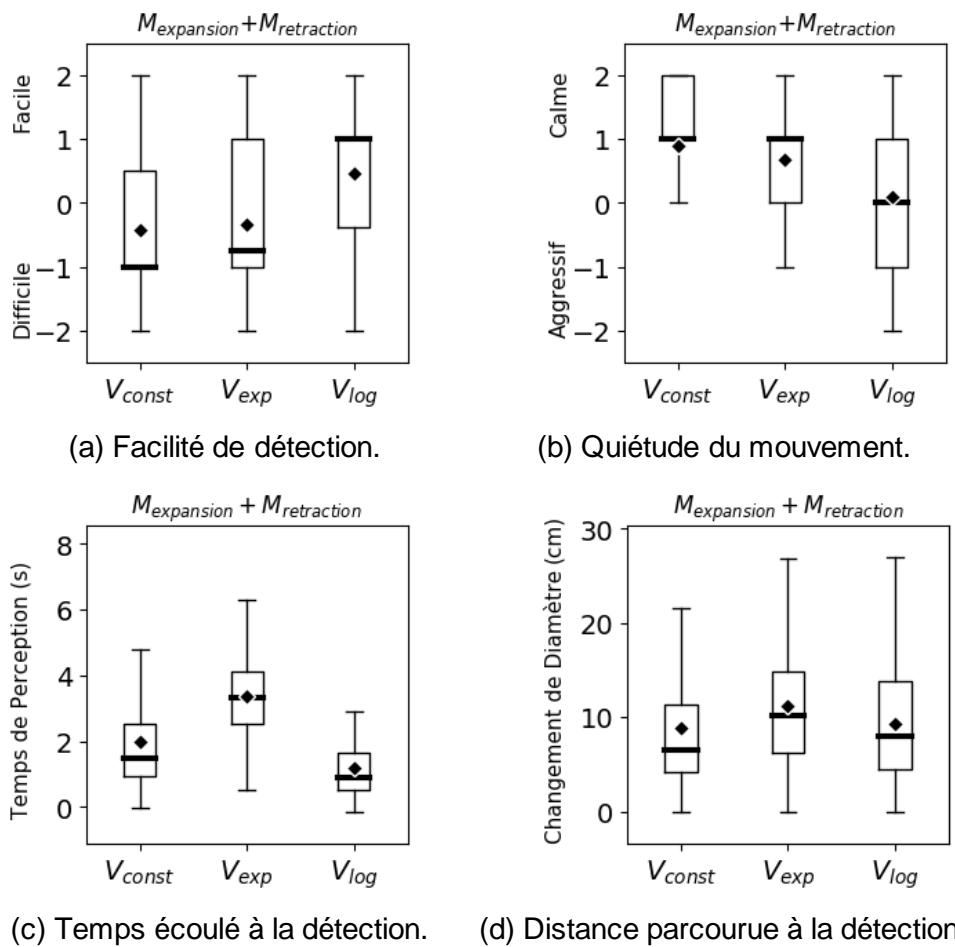 M_expansion+M_retraction
Facile
Difficile
2
1
0
−1
−2
V_const V_exp V_log
(a) Facilité de détection.
M_expansion+M_retraction
Calme
Aggressif
2
1
0
−1
−2
V_const V_exp V_log
(b) Quiétude du mouvement.
M_expansion + M_retraction
Temps de Perception (s)
8
6
4
2
0
V_const V_exp V_log
(c) Temps écoulé à la détection.
M_expansion + M_retraction
Changement de Diamètre (cm)
30
20
10
0
V_const V_exp V_log
(d) Distance parcourue à la détection